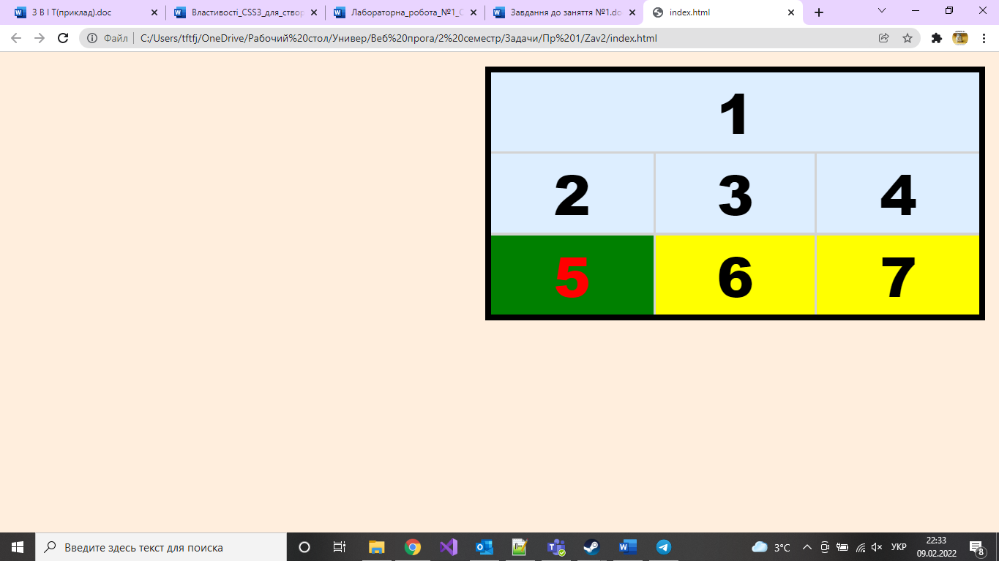 З В І Т(приклад).doc
Властивості_CSS3_для_створ
Лабораторна_робота_№1_С
Завдання до заняття №1.do
index.html
Файл
C:/Users/tftfj/OneDrive/Рабочий%20стол/Универ/Веб%20прога/2%20семестр/Задачи/Пр%201/Zav2/index.html
1
2 3 4
5 6 7
Введите здесь текст для поиска
3°C
УКР
22:33
09.02.2022
8